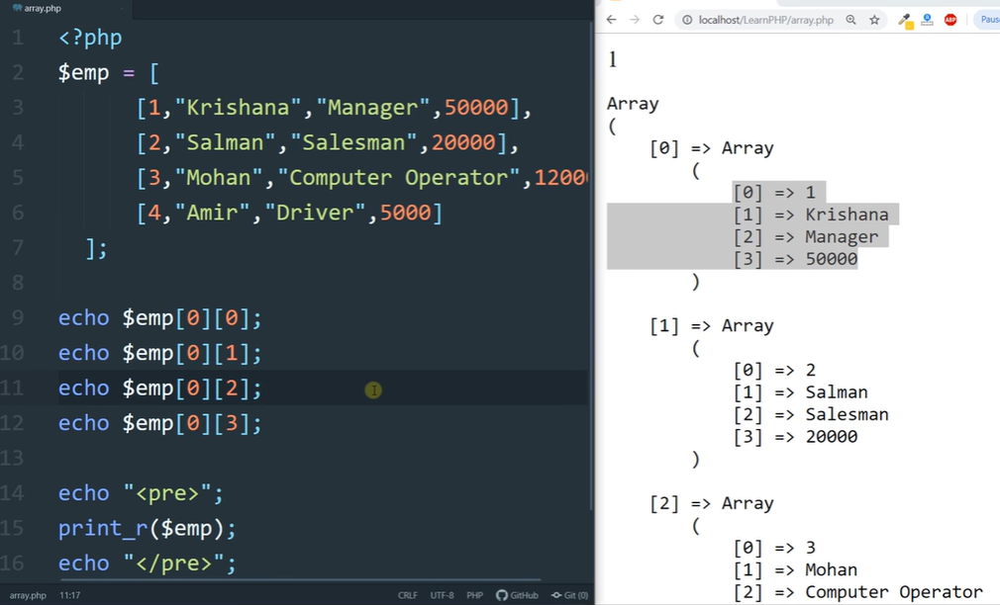 array.php
1 <?php
2 $emp = [
3 [1,"Krishana","Manager",50000],
4 [2,"Salman","Salesman",20000],
5 [3,"Mohan","Computer Operator",12000
6 [4,"Amir","Driver",5000]
7 ];
8
9 echo $emp[0][0];
10 echo $emp[0][1];
11 echo $emp[0][2];
12 echo $emp[0][3];
13
14 echo "<pre>";
15 print_r($emp);
16 echo "</pre>";
array.php 11:17 CRLF UTF-8 PHP GitHub Git (0)
localhost/LearnPHP/array.php ABP Paus
1
Array
(
[0] => Array
(
[0] => 1
[1] => Krishana
[2] => Manager
[3] => 50000
)
[1] => Array
(
[0] => 2
[1] => Salman
[2] => Salesman
[3] => 20000
)
[2] => Array
(
[0] => 3
[1] => Mohan
[2] => Computer Operator